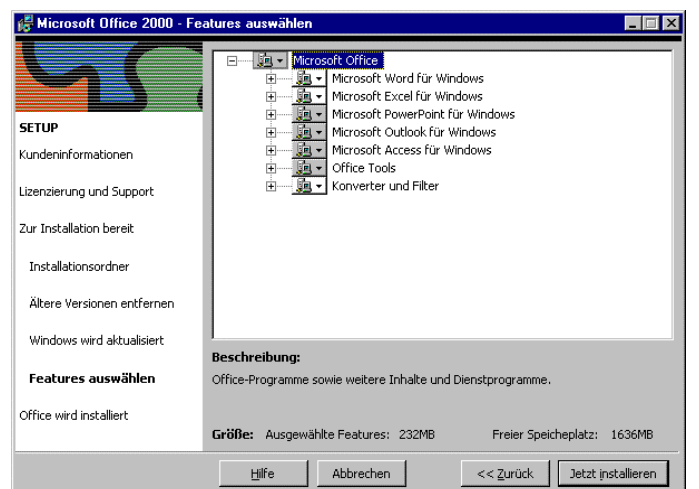 Microsoft Office 2000 - Features auswählen
SETUP
Kundeninformationen
Lizenzierung und Support
Zur Installation bereit
Installationsordner
Ältere Versionen entfernen
Windows wird aktualisiert
Features auswählen
Office wird installiert
Microsoft Office
Microsoft Word für Windows
Microsoft Excel für Windows
Microsoft PowerPoint für Windows
Microsoft Outlook für Windows
Microsoft Access für Windows
Office Tools
Konverter und Filter
Beschreibung:
Office-Programme sowie weitere Inhalte und Dienstprogramme.
Größe: Ausgewählte Features: 232MB Freier Speicheplatz: 1636MB
Hilfe Abbrechen << Zurück Jetzt installieren